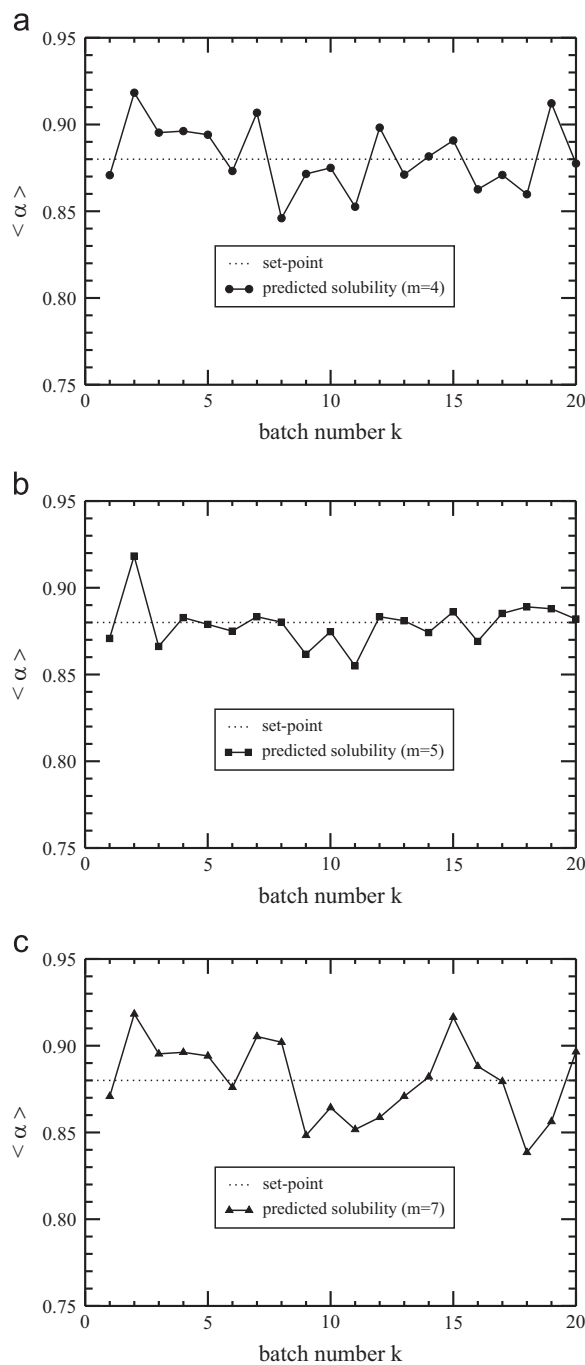 a
0.95
0.90
0.85
0.80
0.75
< α >
set-point
predicted solubility (m=4)
0 5 10 15 20
batch number k
b
0.95
0.90
0.85
0.80
0.75
< α >
set-point
predicted solubility (m=5)
0 5 10 15 20
batch number k
c
0.95
0.90
0.85
0.80
0.75
< α >
set-point
predicted solubility (m=7)
0 5 10 15 20
batch number k